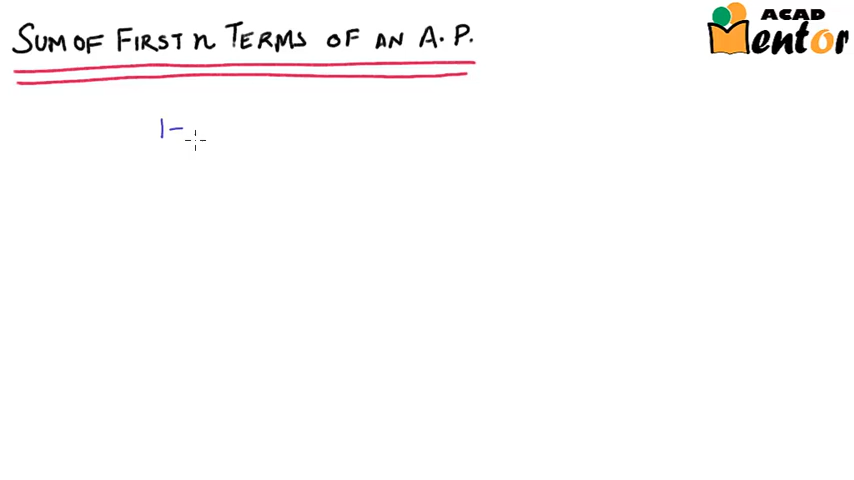 SUM OF FIRST n TERMS OF AN A.P.
ACAD
Mentor
1-